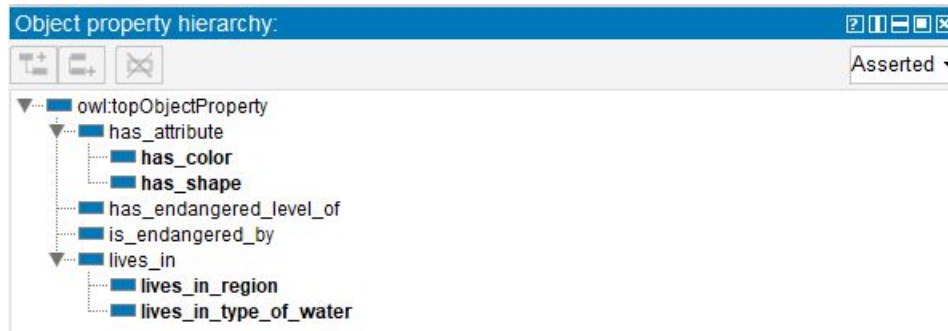 Object property hierarchy:
Asserted
owl:topObjectProperty
has_attribute
has_color
has_shape
has_endangered_level_of
is_endangered_by
lives_in
lives_in_region
lives_in_type_of_water